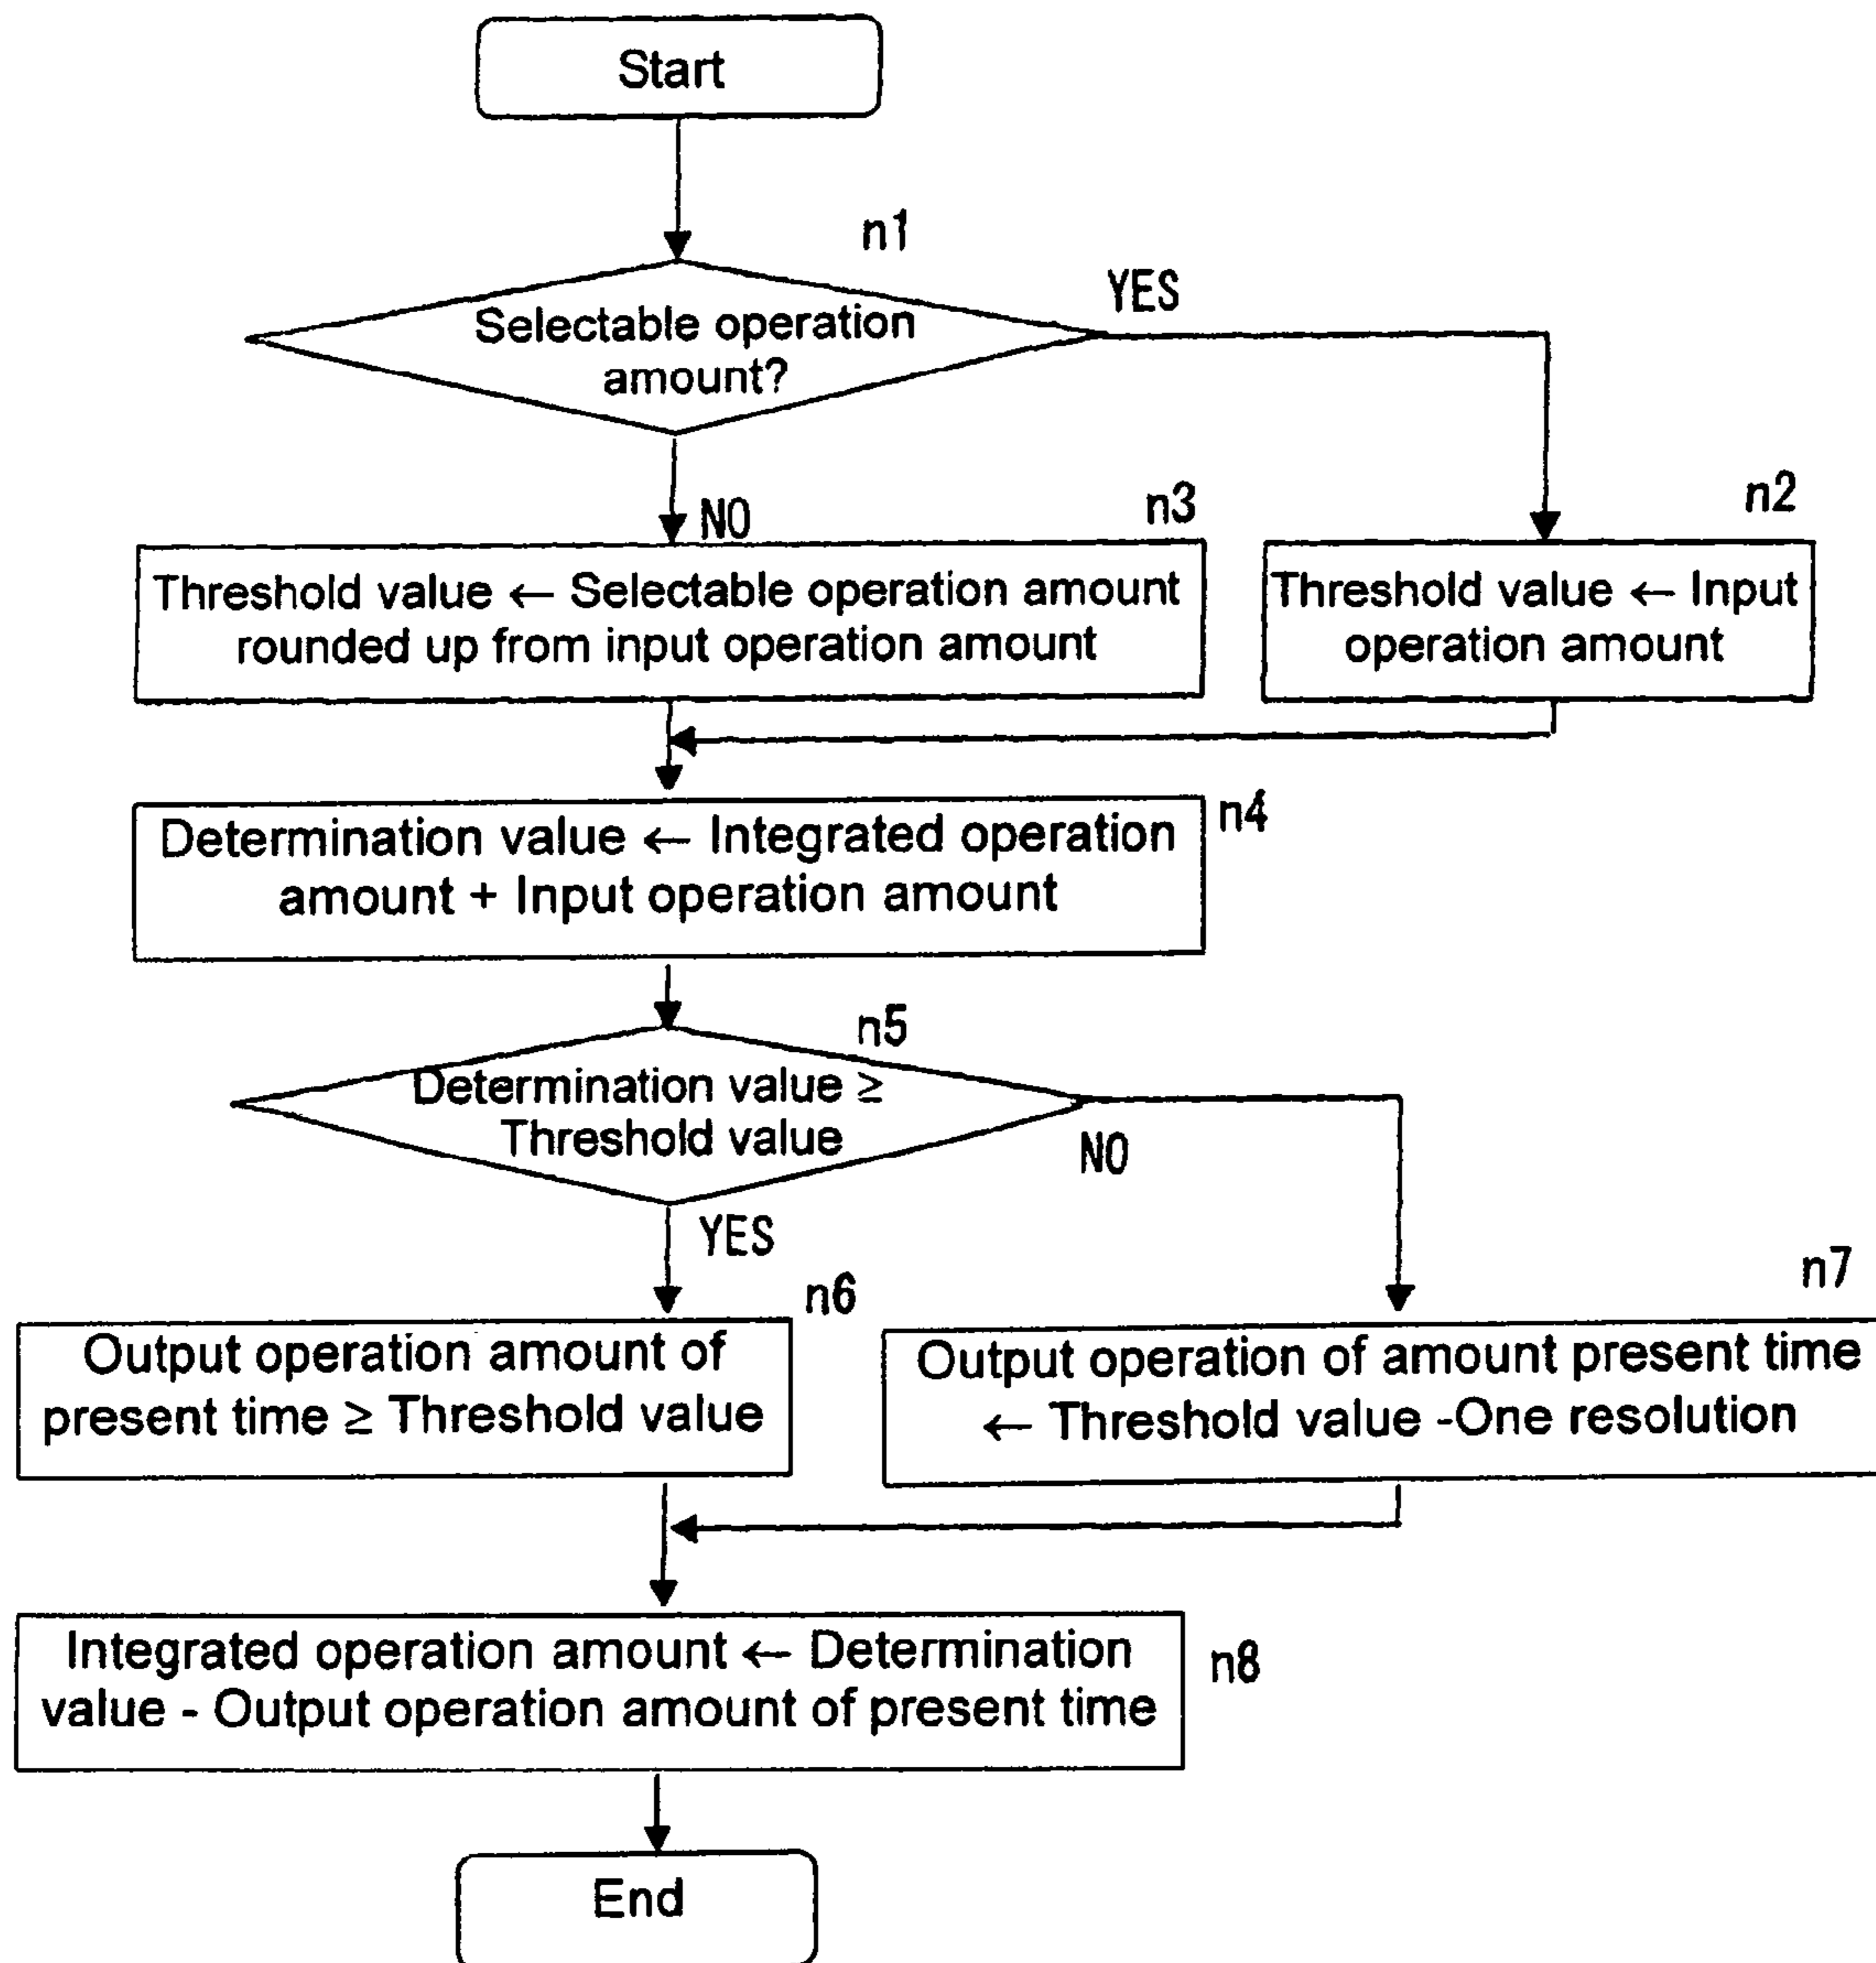 Start
n1
YES
Selectable operation
amount?
NO
n3
n2
Threshold value ← Selectable operation amount
rounded up from input operation amount
Threshold value ← Input
operation amount
n4
Determination value ← Integrated operation
amount + Input operation amount
n5
Determination value ≥
Threshold value
NO
YES
n6
n7
Output operation amount of
present time ≥ Threshold value
Output operation of amount present time
← Threshold value -One resolution
Integrated operation amount ← Determination
value - Output operation amount of present time
n8
End